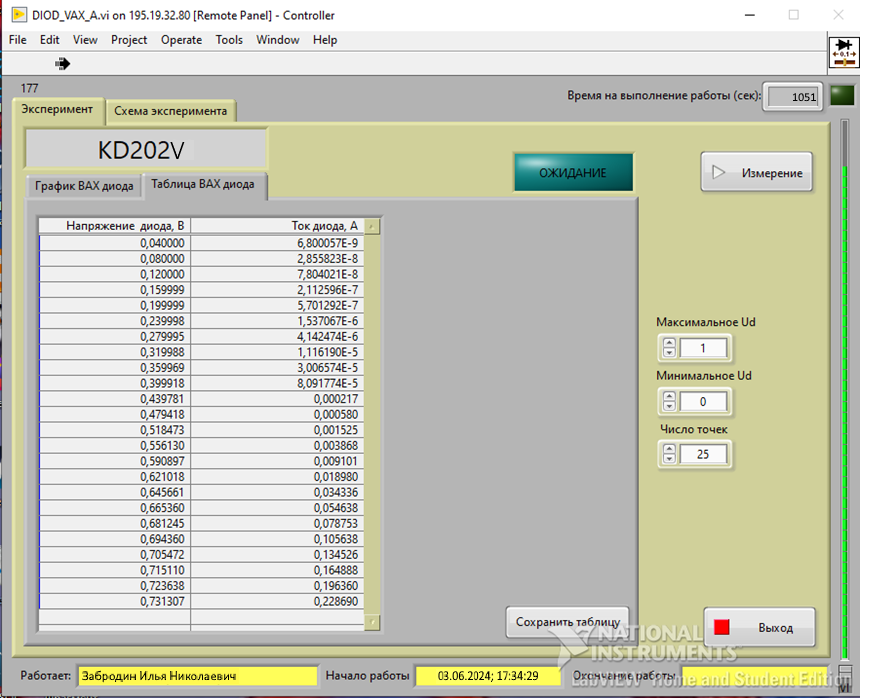 DIOD_VAX_A.vi on 195.19.32.80 [Remote Panel] - Controller
File Edit View Project Operate Tools Window Help
177
Время на выполнение работы (сек): 1051
Эксперимент Схема эксперимента
KD202V
ОЖИДАНИЕ
Измерение
График ВАХ диода Таблица ВАХ диода
Напряжение диода, В Ток диода, А
0,040000 6,800057E-9
0,080000 2,855823E-8
0,120000 7,804021E-8
0,159999 2,112596E-7
0,199999 5,701292E-7
0,239998 1,537067E-6
0,279995 4,142474E-6
0,319988 1,116190E-5
0,359969 3,006574E-5
0,399918 8,091774E-5
0,439781 0,000217
0,479418 0,000580
0,518473 0,001525
0,556130 0,003868
0,590897 0,009101
0,621018 0,018980
0,645661 0,034336
0,665360 0,054638
0,681245 0,078753
0,694360 0,105638
0,705472 0,134526
0,715110 0,164888
0,723638 0,196360
0,731307 0,228690
Максимальное Ud
1
Минимальное Ud
0
Число точек
25
Сохранить таблицу
Выход
NATIONAL
INSTRUMENTS
LabVIEW Home and Student Edition
Работает: Забродин Илья Николаевич Начало работы 03.06.2024; 17:34:29 Окончание работы